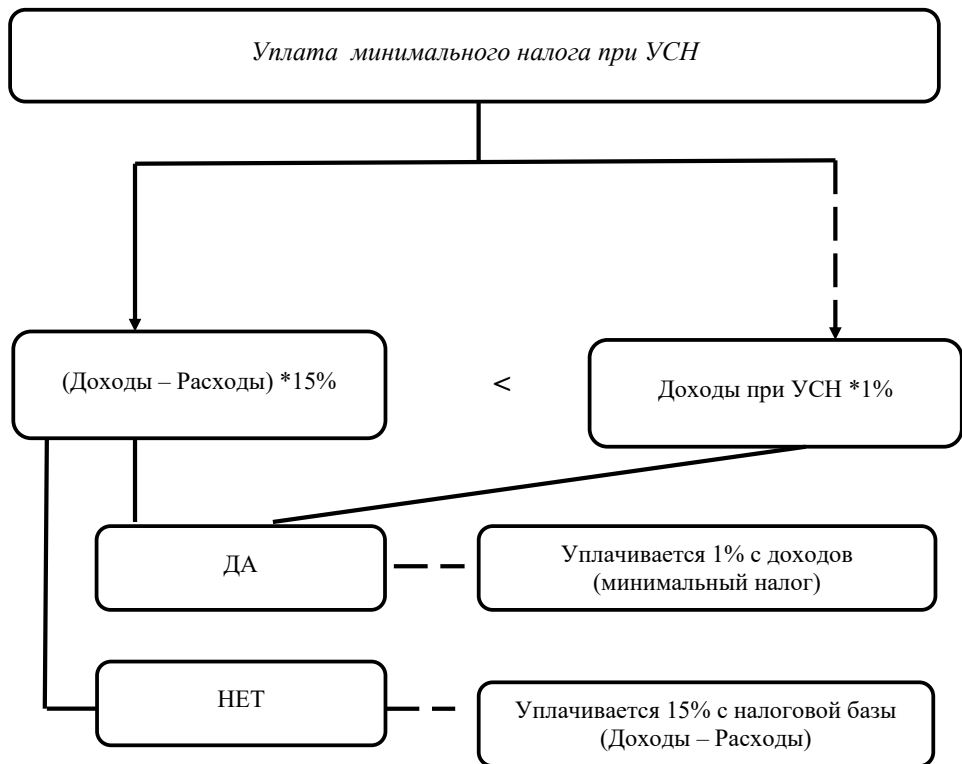 Уплата минимального налога при УСН
(Доходы – Расходы) *15%
<
Доходы при УСН *1%
ДА
Уплачивается 1% с доходов
(минимальный налог)
НЕТ
Уплачивается 15% с налоговой базы
(Доходы – Расходы)